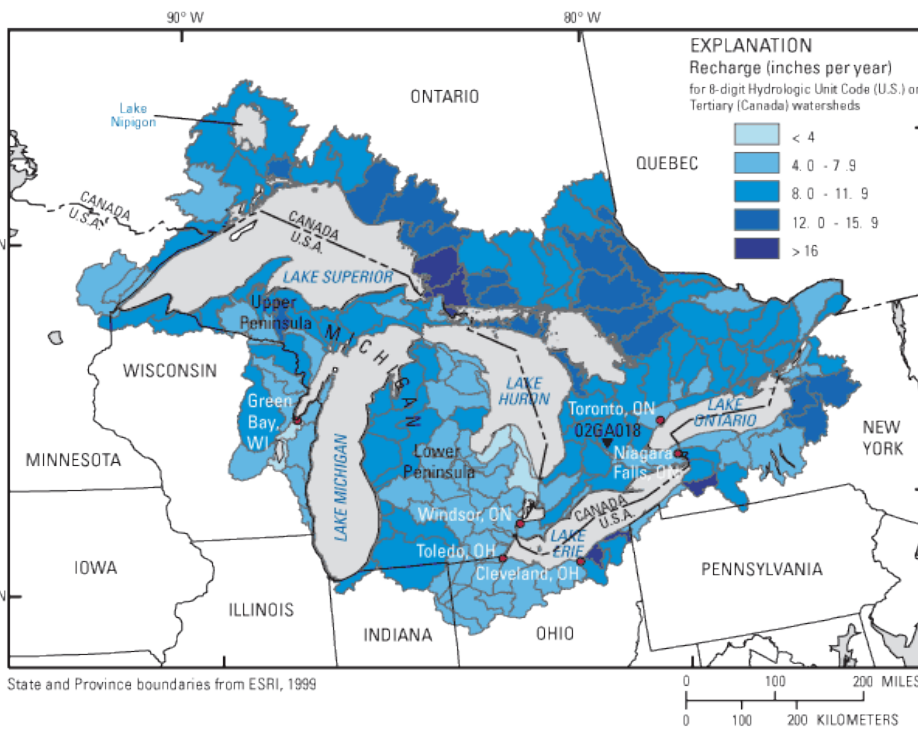 90° W
80° W
EXPLANATION
Recharge (inches per year)
for 8-digit Hydrologic Unit Code (U.S.) or
Tertiary (Canada) watersheds
< 4
4. 0 - 7 .9
8. 0 - 11. 9
12. 0 - 15. 9
> 16
Lake
Nipigon
ONTARIO
QUEBEC
CANADA
U.S.A.
CANADA
U.S.A.
N
LAKE SUPERIOR
Upper
Peninsula
MICHIGAN
WISCONSIN
LAKE
HURON
Green
Bay,
WI
Toronto, ON
02GA018
LAKE
ONTARIO
NEW
YORK
MINNESOTA
Lower
Peninsula
Niagara
Falls, ON
LAKE MICHIGAN
Windsor, ON
CANADA
U.S.A.
LAKE
ERIE
Toledo, OH
Cleveland, OH
IOWA
PENNSYLVANIA
N
ILLINOIS
INDIANA
OHIO
State and Province boundaries from ESRI, 1999
0 100 200 MILES
0 100 200 KILOMETERS